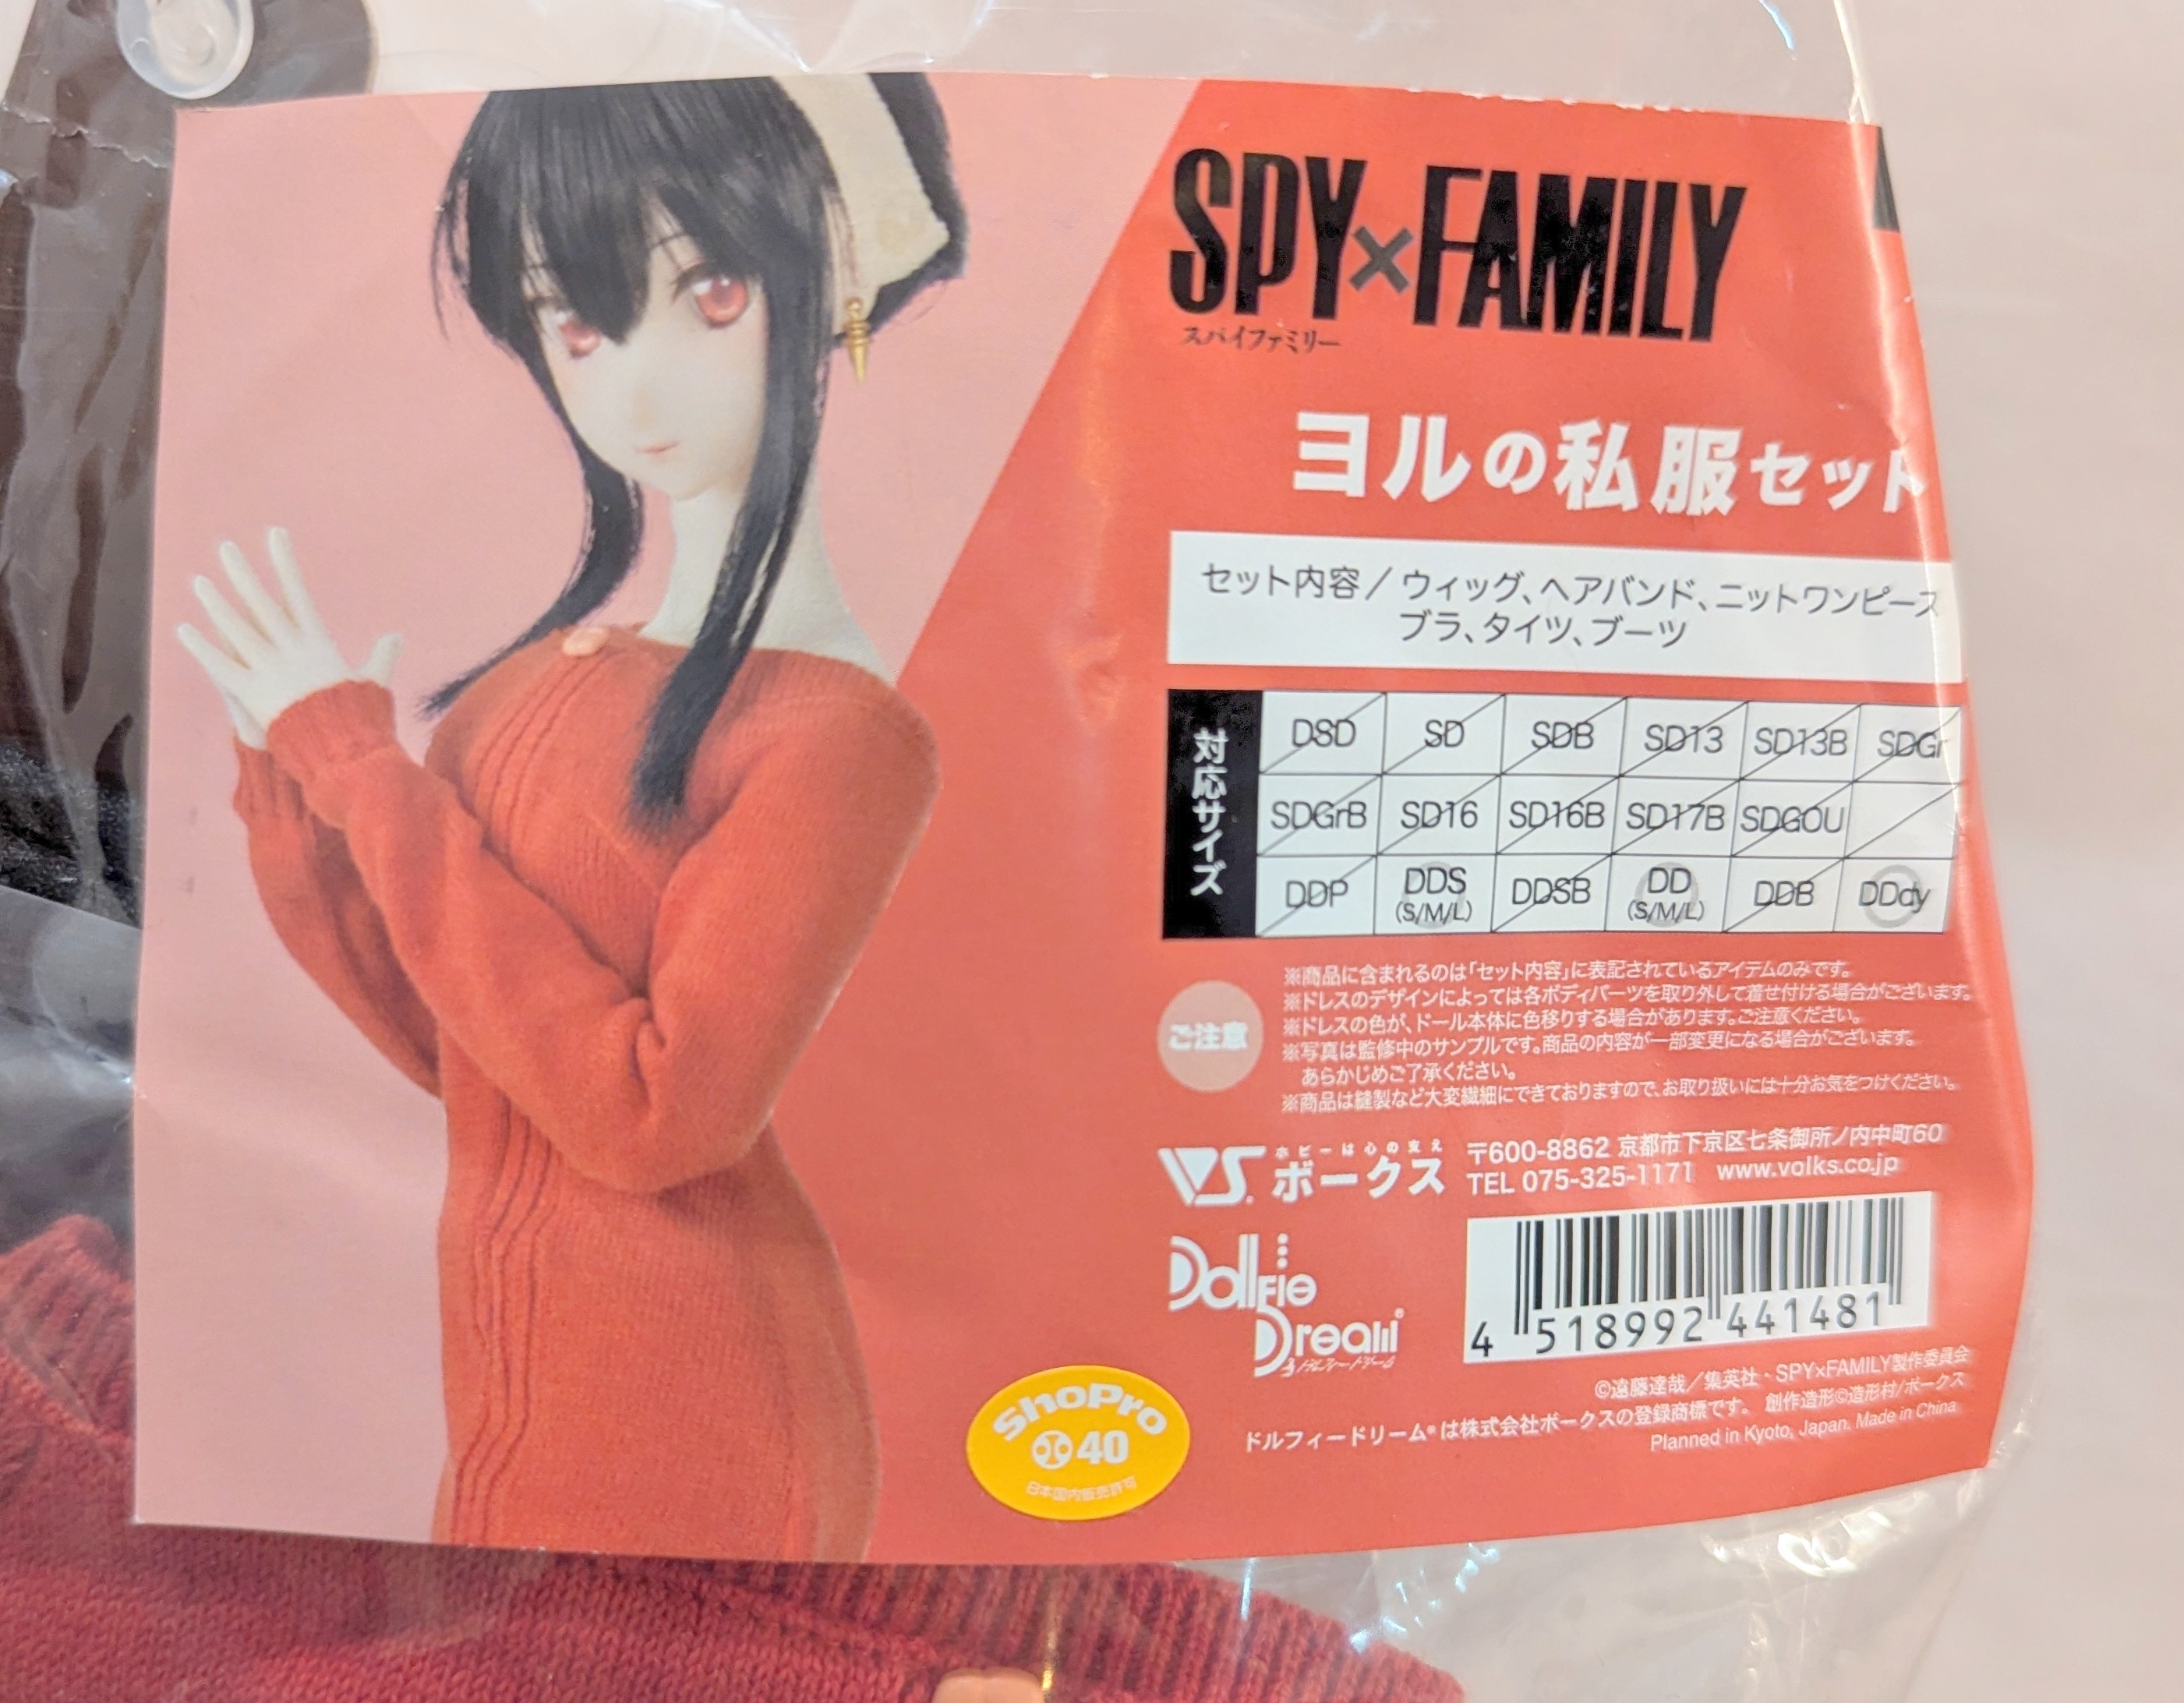 SPY×FAMILY
スパイファミリー
ヨルの私服セット
セット内容／ウィッグ、ヘアバンド、ニットワンピース
ブラ、タイツ、ブーツ
対応サイズ
DSD SD SDB SD13 SD13B SDGr
SDGrB SD16 SD16B SD17B SDGOU
DDP DDS (S/M/L) DDSB DD (S/M/L) DDB DDdy
ご注意
※商品に含まれるのは「セット内容」に表記されているアイテムのみです。
※ドレスのデザインによっては各ボディパーツを取り外して着せ付ける場合がございます。
※ドレスの色が、ドール本体に色移りする場合があります。ご注意ください。
※写真は監修中のサンプルです。商品の内容が一部変更になる場合がございます。
あらかじめご了承ください。
※商品は縫製など大変繊細にできておりますので、お取り扱いには十分お気をつけください。
VS. ホビーは心の支え
ボークス
〒600-8862 京都市下京区七条御所ノ内中町60
TEL 075-325-1171 www.volks.co.jp
Dollfie
Dream®
ドルフィードリーム
4 518992 441481
ShoPro
40
日本国内販売許可
©遠藤達哉／集英社・SPY×FAMILY製作委員会
創作造形©造形村/ボークス
ドルフィードリーム®は株式会社ボークスの登録商標です。
Planned in Kyoto, Japan. Made in China